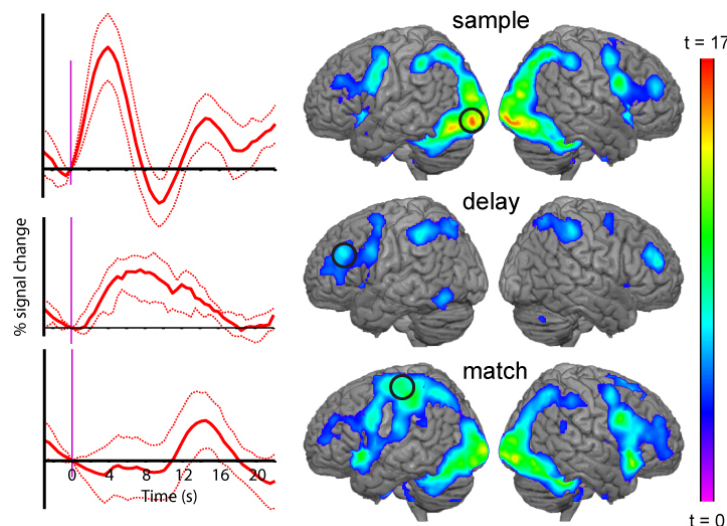 sample
t = 17
delay
% signal change
match
0 4 8 12 16 20
Time (s)
t = 0